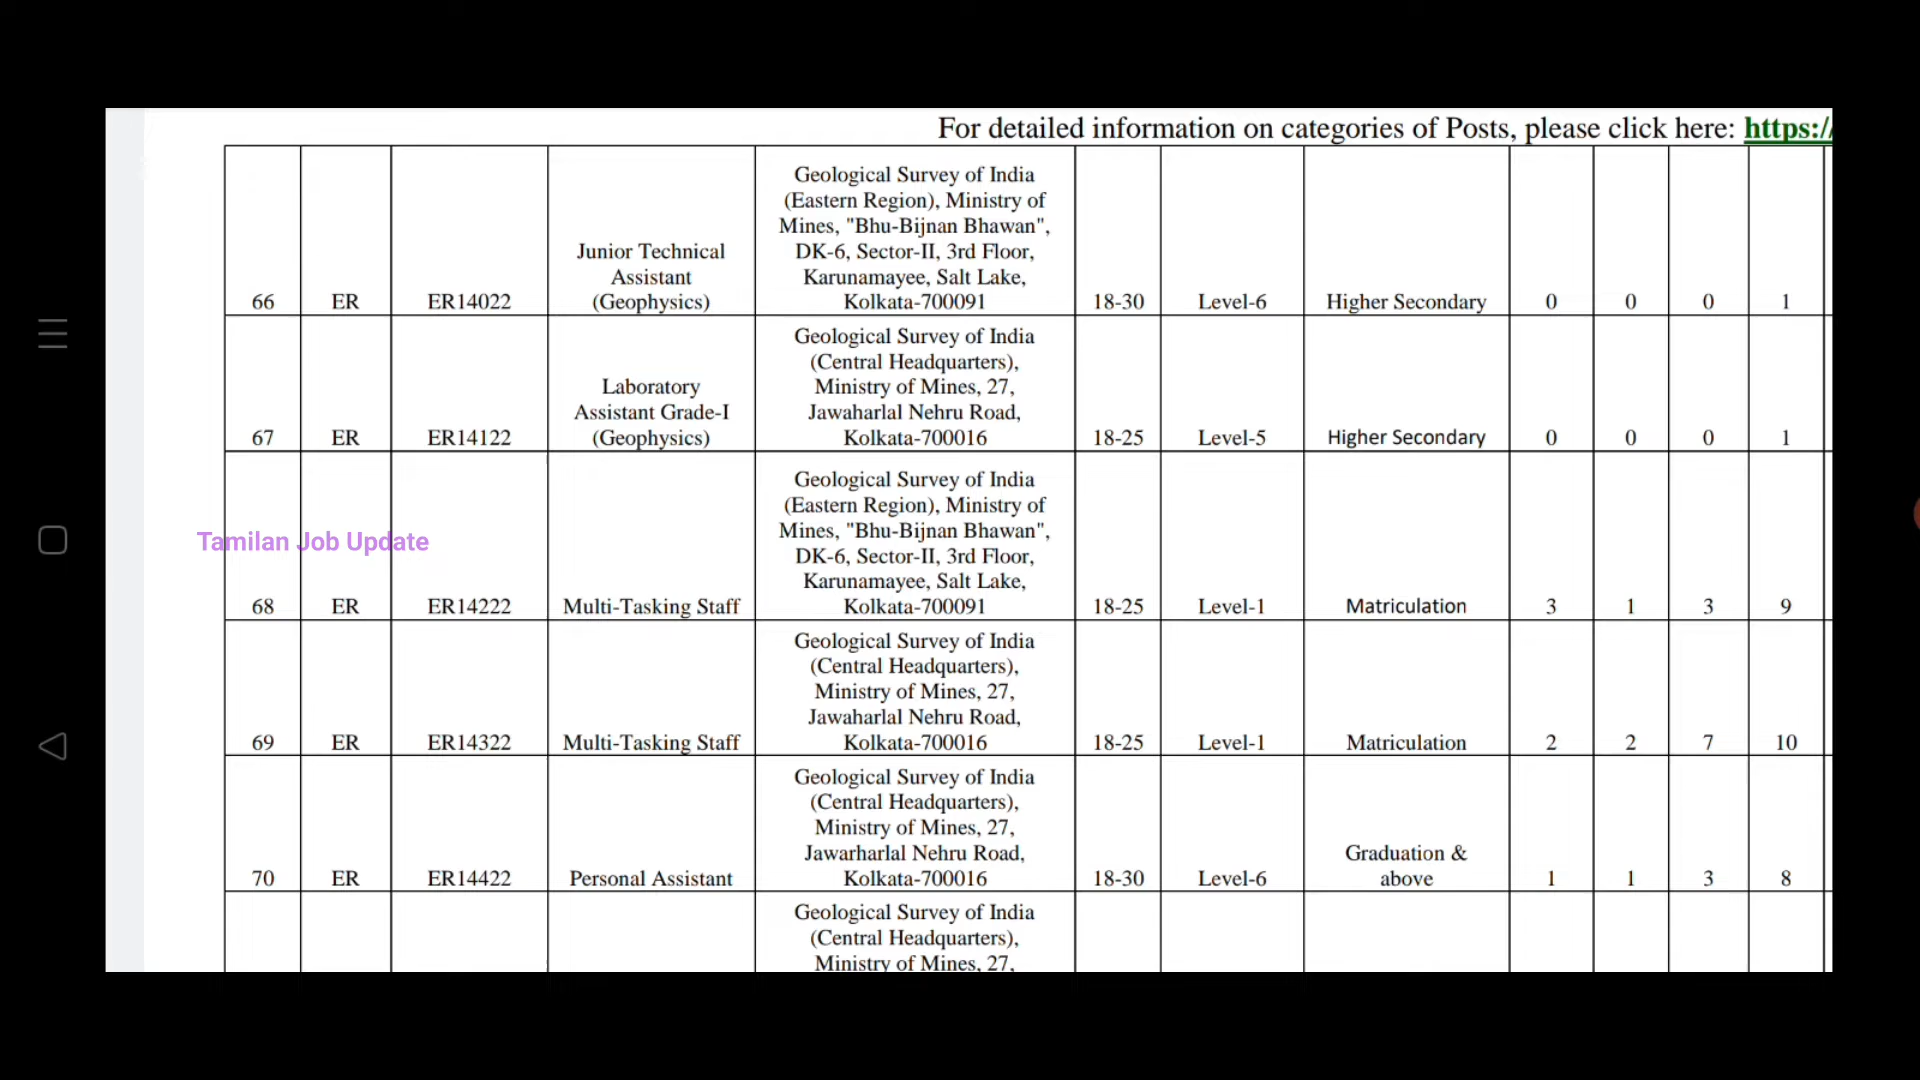 For detailed information on categories of Posts, please click here: https:/
66 ER ER14022 Junior Technical Assistant (Geophysics) Geological Survey of India (Eastern Region), Ministry of Mines, "Bhu-Bijnan Bhawan", DK-6, Sector-II, 3rd Floor, Karunamayee, Salt Lake, Kolkata-700091 18-30 Level-6 Higher Secondary 0 0 0 1
67 ER ER14122 Laboratory Assistant Grade-I (Geophysics) Geological Survey of India (Central Headquarters), Ministry of Mines, 27, Jawaharlal Nehru Road, Kolkata-700016 18-25 Level-5 Higher Secondary 0 0 0 1
Tamilan Job Update
68 ER ER14222 Multi-Tasking Staff Geological Survey of India (Eastern Region), Ministry of Mines, "Bhu-Bijnan Bhawan", DK-6, Sector-II, 3rd Floor, Karunamayee, Salt Lake, Kolkata-700091 18-25 Level-1 Matriculation 3 1 3 9
69 ER ER14322 Multi-Tasking Staff Geological Survey of India (Central Headquarters), Ministry of Mines, 27, Jawaharlal Nehru Road, Kolkata-700016 18-25 Level-1 Matriculation 2 2 7 10
70 ER ER14422 Personal Assistant Geological Survey of India (Central Headquarters), Ministry of Mines, 27, Jawarharlal Nehru Road, Kolkata-700016 18-30 Level-6 Graduation & above 1 1 3 8
Geological Survey of India
(Central Headquarters),
Ministry of Mines, 27,